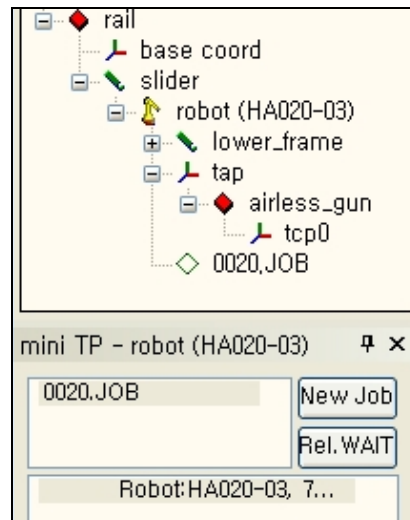 rail
base coord
slider
robot (HA020-03)
lower_frame
tap
airless_gun
tcp0
0020.JOB
mini TP - robot (HA020-03)
0020.JOB
New Job
Rel.WAIT
Robot:HA020-03, 7...